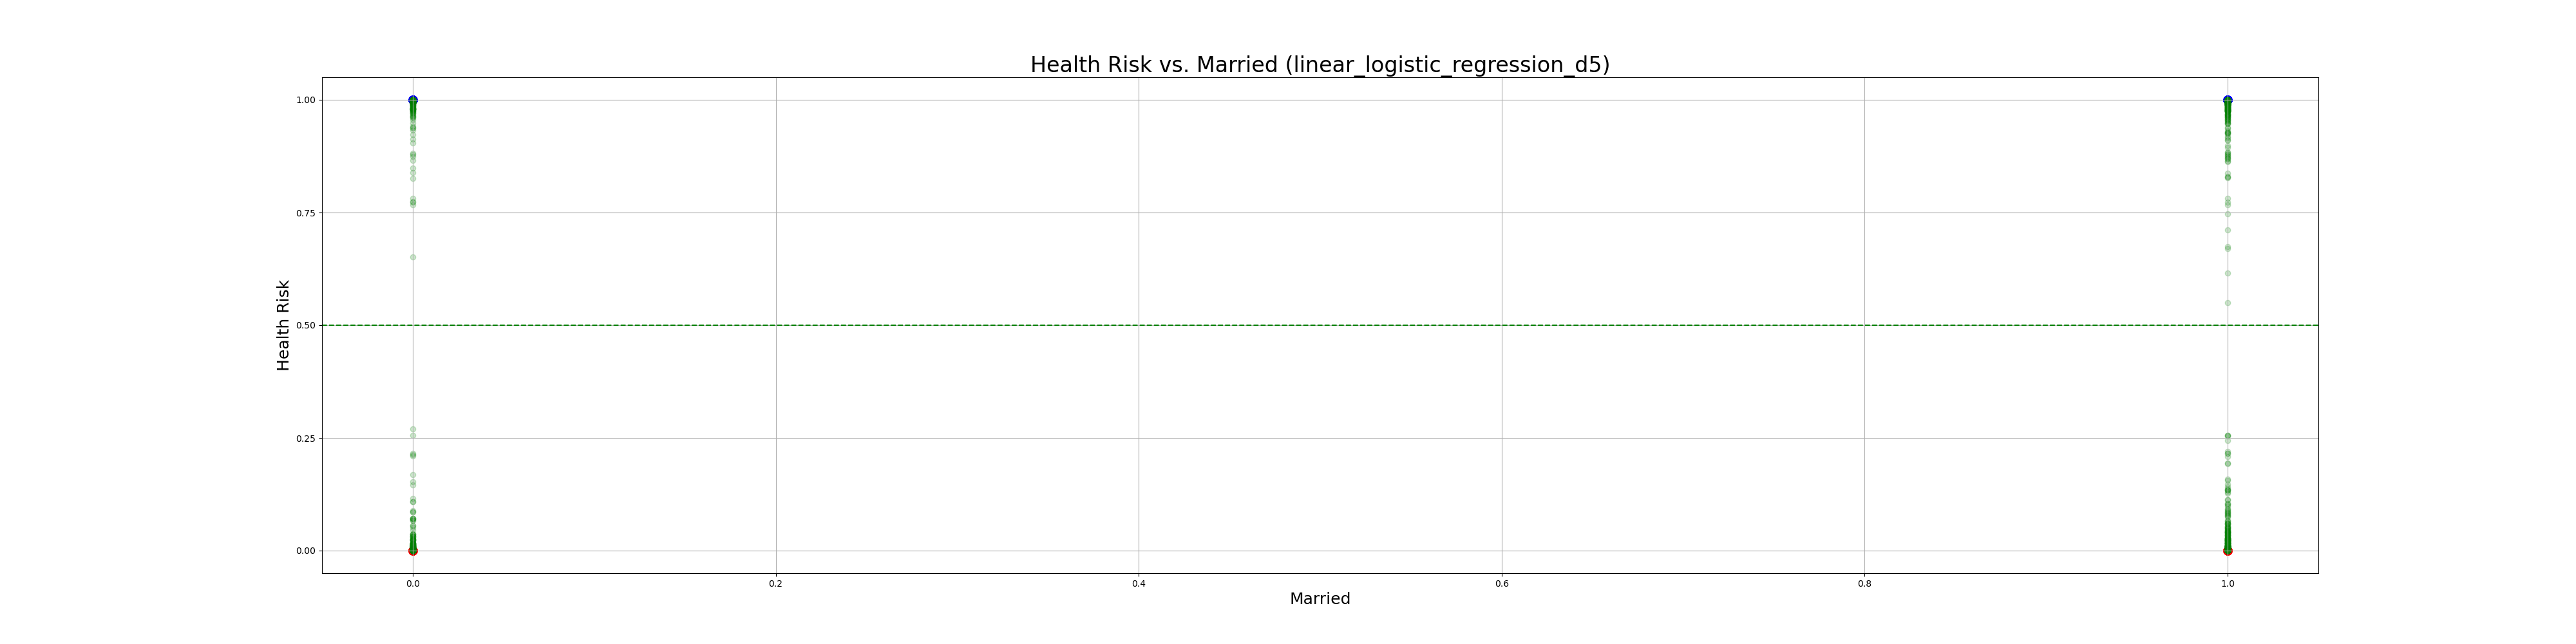 Health Risk vs. Married (linear_logistic_regression_d5)
1.00
0.75
0.50
0.25
0.00
Health Risk
0.0 0.2 0.4 0.6 0.8 1.0
Married